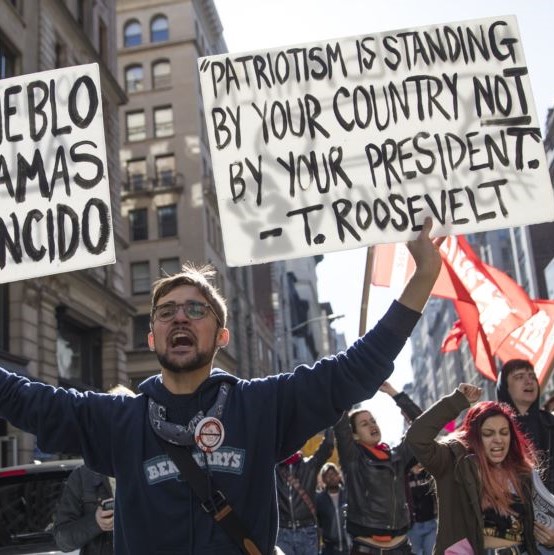 EBLO
AMAS
NCIDO
"PATRIOTISM IS STANDING
BY YOUR COUNTRY NOT
BY YOUR PRESIDENT.
- T. ROOSEVELT